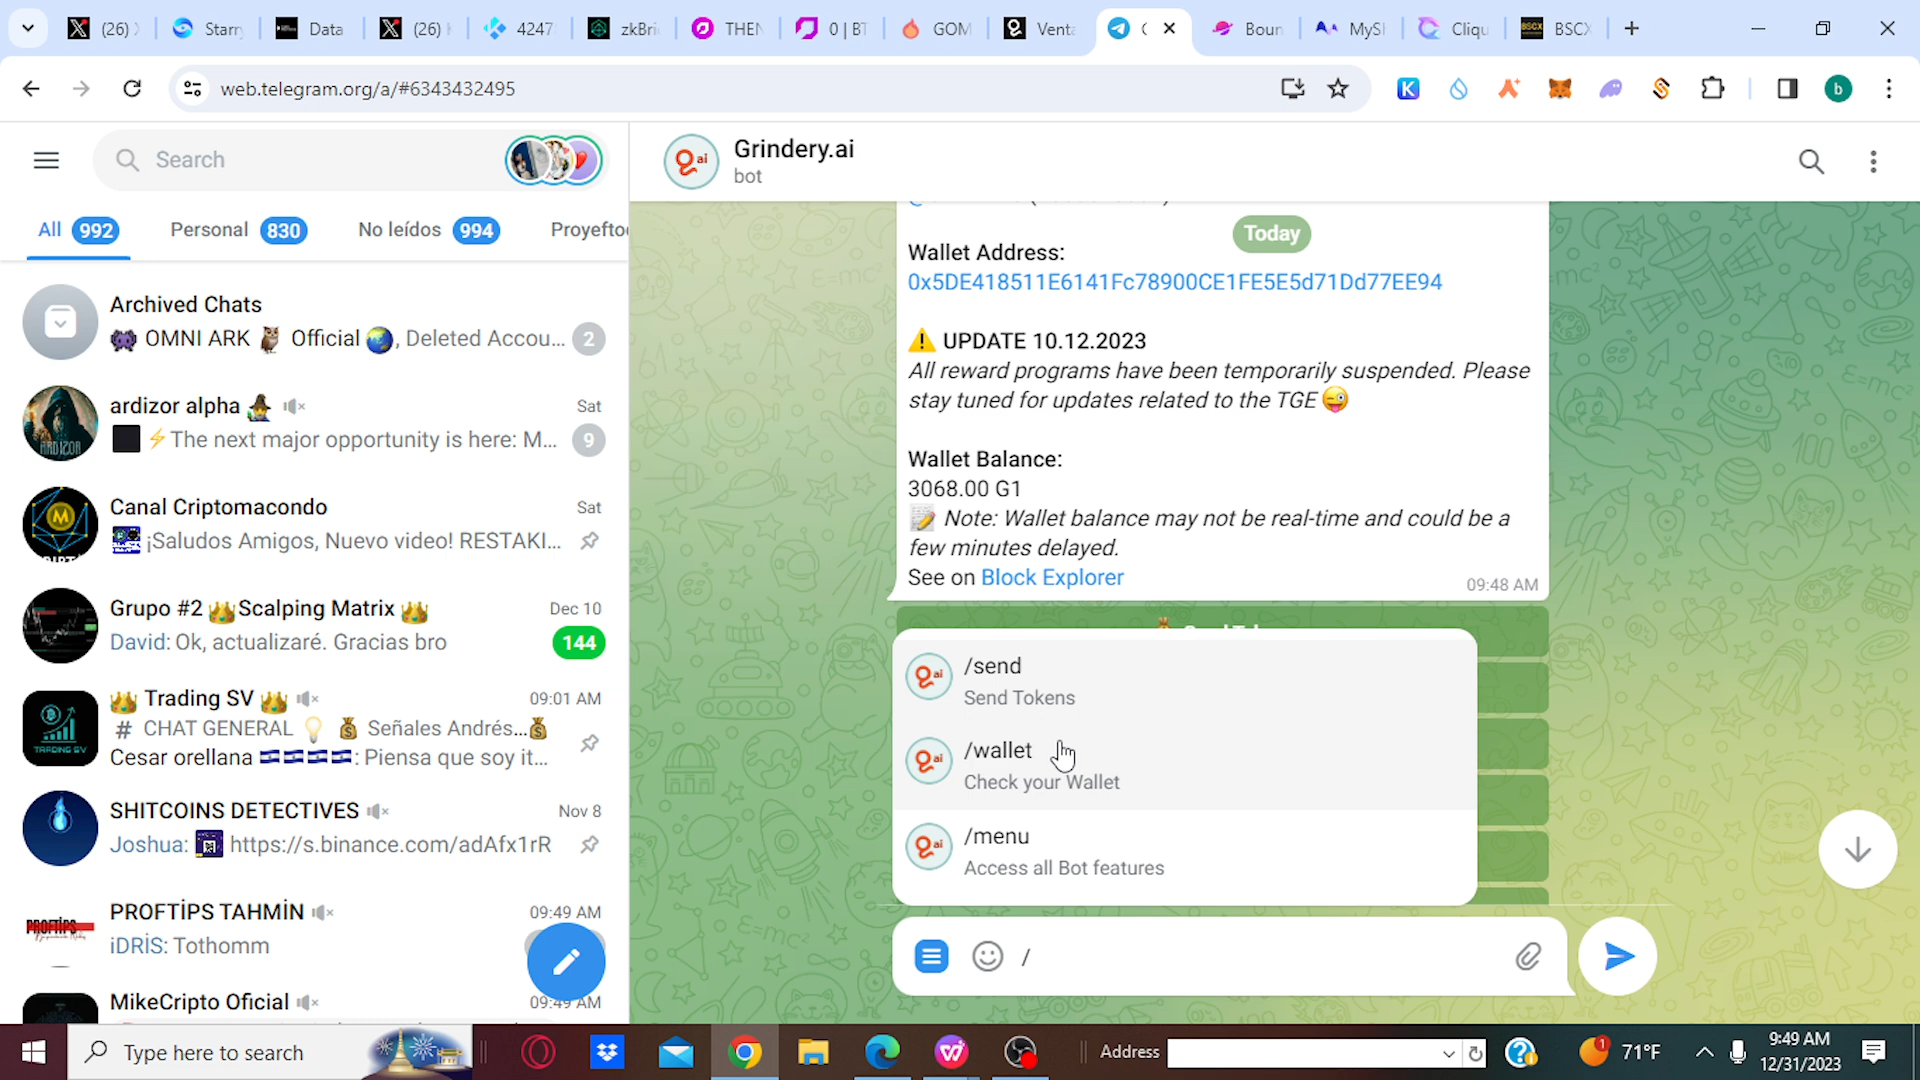 (26)
Starr
Data
(26)
4247
zkBri
THEN
0 | BT
GOM
Venta
Boun
MySI
Cliqu
BSCX
web.telegram.org/a/#6343432495
b
Search
Grindery.ai
bot
All 992
Personal 830
No leídos 994
Proyefto
Archived Chats
OMNI ARK Official , Deleted Accou...
2
ardizor alpha
Sat
⚡The next major opportunity is here: M...
9
Canal Criptomacondo
Sat
¡Saludos Amigos, Nuevo video! RESTAKI...
Grupo #2 👑Scalping Matrix 👑
Dec 10
David: Ok, actualizaré. Gracias bro
144
👑 Trading SV 👑
09:01 AM
# CHAT GENERAL 💡 💰 Señales Andrés...💰
Cesar orellana : Piensa que soy it...
SHITCOINS DETECTIVES
Nov 8
Joshua: https://s.binance.com/adAfx1rR
PROFTİPS TAHMİN
09:49 AM
iDRİS: Tothomm
MikeCripto Oficial
09:49 AM
Today
Wallet Address:
0x5DE418511E6141Fc78900CE1FE5E5d71Dd77EE94
⚠️ UPDATE 10.12.2023
All reward programs have been temporarily suspended. Please
stay tuned for updates related to the TGE 😜
Wallet Balance:
3068.00 G1
📝 Note: Wallet balance may not be real-time and could be a
few minutes delayed.
See on Block Explorer
09:48 AM
/send
Send Tokens
/wallet
Check your Wallet
/menu
Access all Bot features
/
Type here to search
Address
1
71°F
9:49 AM
12/31/2023